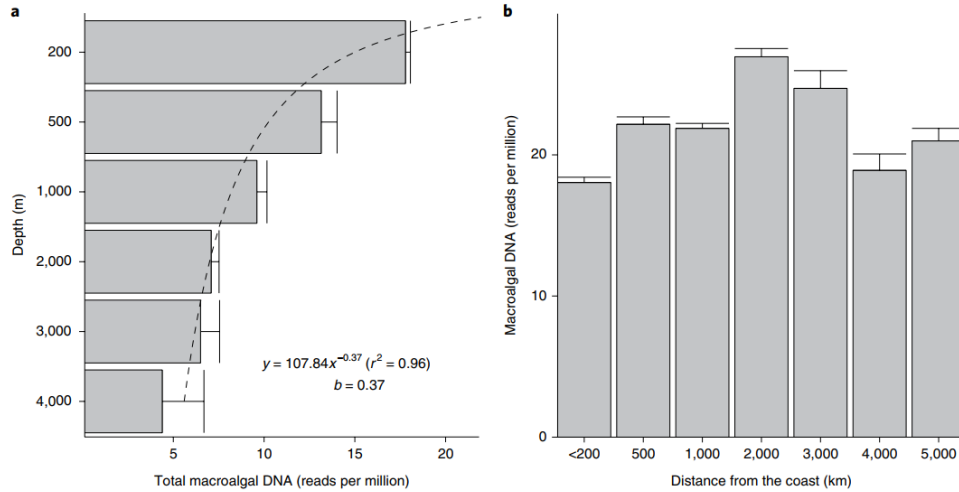 a
200
500
1,000
2,000
3,000
4,000
Depth (m)
y = 107.84x⁻⁰·³⁷ (r² = 0.96)
b = 0.37
5
10
15
20
Total macroalgal DNA (reads per million)
b
20
10
0
Macroalgal DNA (reads per million)
<200
500
1,000
2,000
3,000
4,000
5,000
Distance from the coast (km)